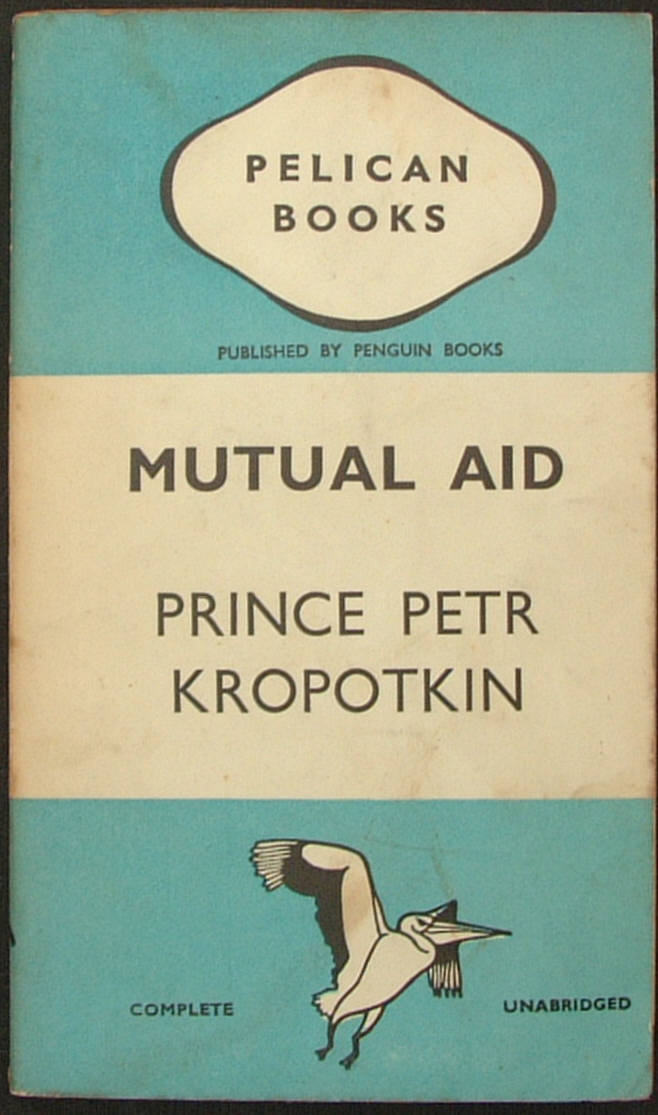 PELICAN
BOOKS
PUBLISHED BY PENGUIN BOOKS
MUTUAL AID
PRINCE PETR
KROPOTKIN
COMPLETE
UNABRIDGED